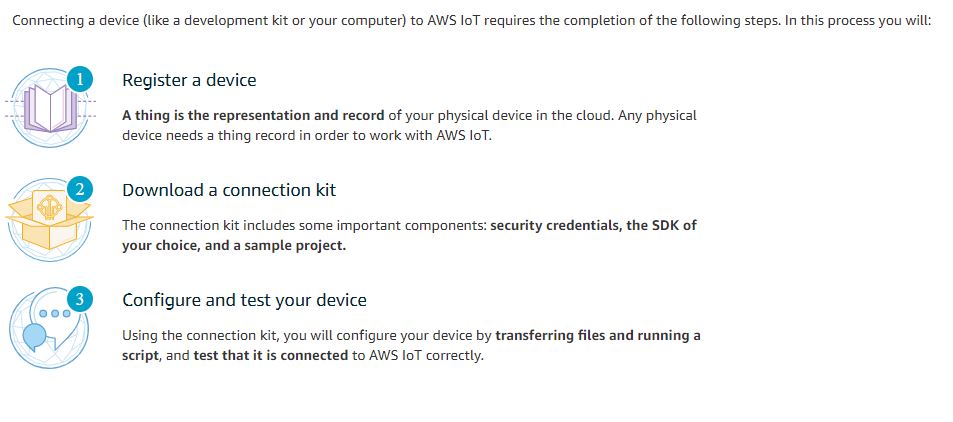 Connecting a device (like a development kit or your computer) to AWS IoT requires the completion of the following steps. In this process you will:
1
Register a device
A thing is the representation and record of your physical device in the cloud. Any physical
device needs a thing record in order to work with AWS IoT.
2
Download a connection kit
The connection kit includes some important components: security credentials, the SDK of
your choice, and a sample project.
3
Configure and test your device
Using the connection kit, you will configure your device by transferring files and running a
script, and test that it is connected to AWS IoT correctly.